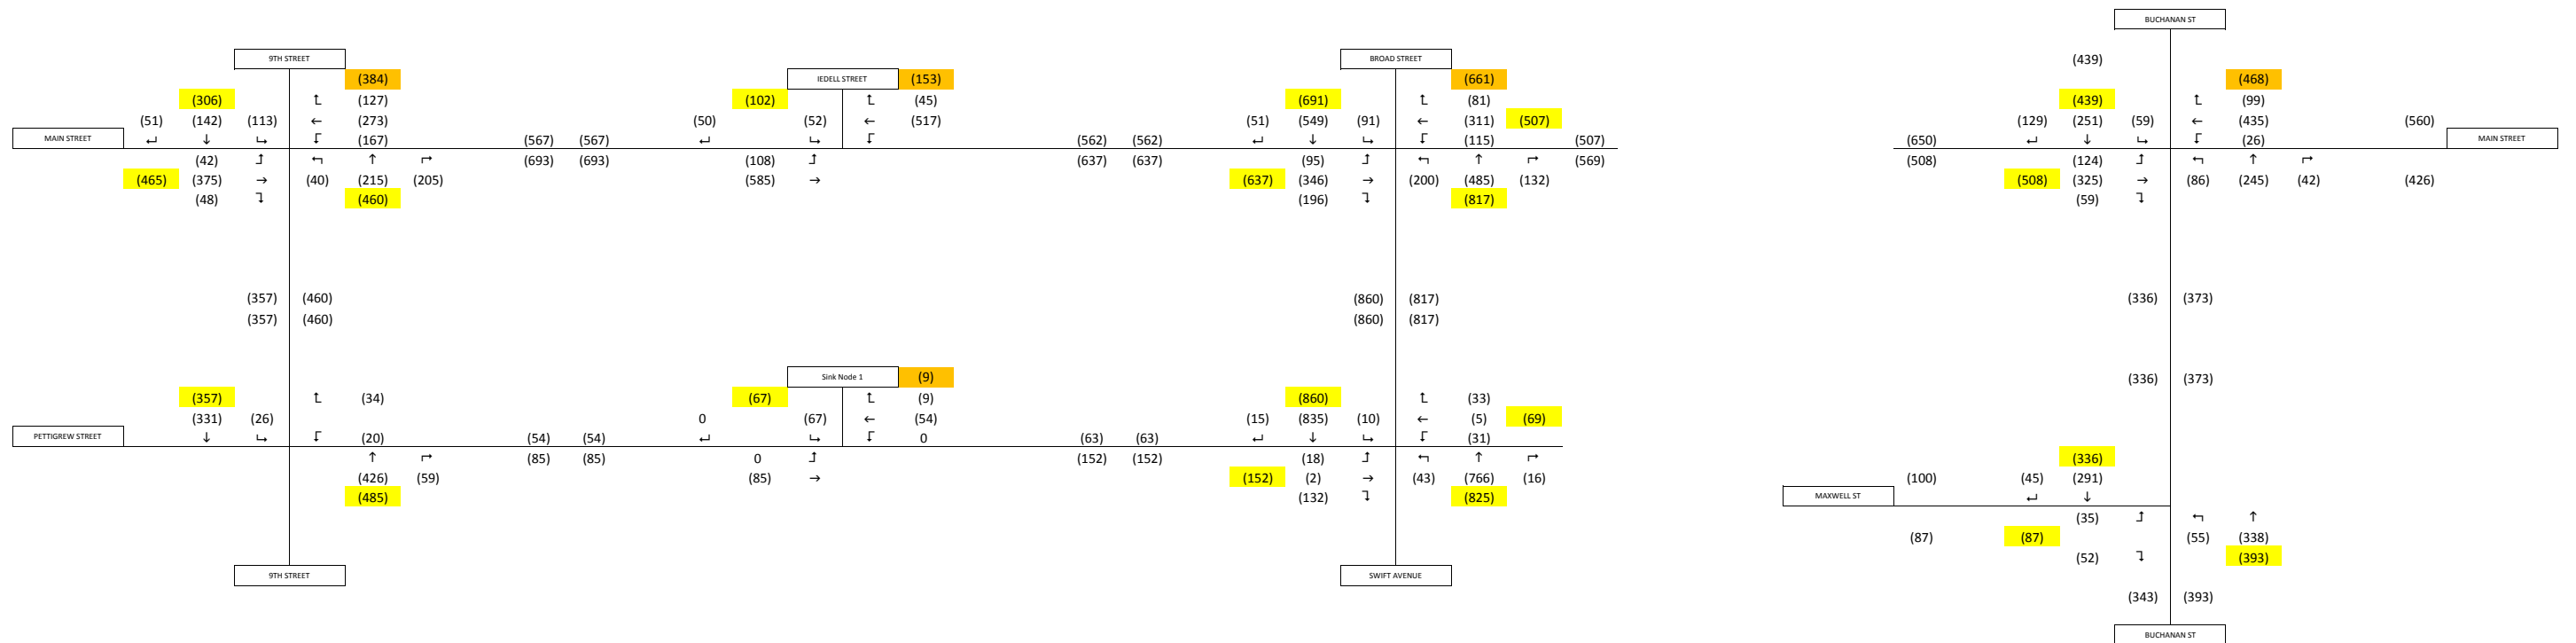 BUCHANAN ST
9TH STREET BROAD STREET (439)
(384) IEDELL STREET (153) (661) (468)
(306) (127) (102) (45) (691) (81) (439) (99)
(51) (142) (113) ← (273) (50) (52) ← (517) (51) (549) (91) ← (311) (507) (129) (251) (59) ← (435) (560)
MAIN STREET ↵ ↓ ↳ (167) (567) (567) ↵ ↳ (562) (562) ↵ ↓ ↳ (115) (507) (650) ↵ ↓ ↳ (26) MAIN STREET
(42) ↰ ↑ ↱ (693) (693) (108) (637) (637) (95) ↰ ↑ ↱ (569) (508) (124) ↰ ↑ ↱
(465) (375) → (40) (215) (205) (585) → (637) (346) → (200) (485) (132) (508) (325) → (86) (245) (42) (426)
(48) (460) (196) (817) (59)
(357) (460) (860) (817) (336) (373)
(357) (460) (860) (817)
Sink Node 1 (9) (336) (373)
(357) (34) (67) (9) (860) (33)
(331) (26) 0 (67) ← (54) (15) (835) (10) ← (5) (69)
PETTIGREW STREET ↓ ↳ (20) (54) (54) ↵ ↳ 0 (63) (63) ↵ ↓ ↳ (31)
↑ ↱ (85) (85) 0 (152) (152) (18) ↰ ↑ ↱ (336)
(426) (59) (85) → (152) (2) → (43) (766) (16) (100) (45) (291)
(485) (132) (825) MAXWELL ST ↵ ↓
(35) ↰ ↑
(87) (87) (55) (338)
(52) (393)
9TH STREET SWIFT AVENUE
(343) (393)
BUCHANAN ST